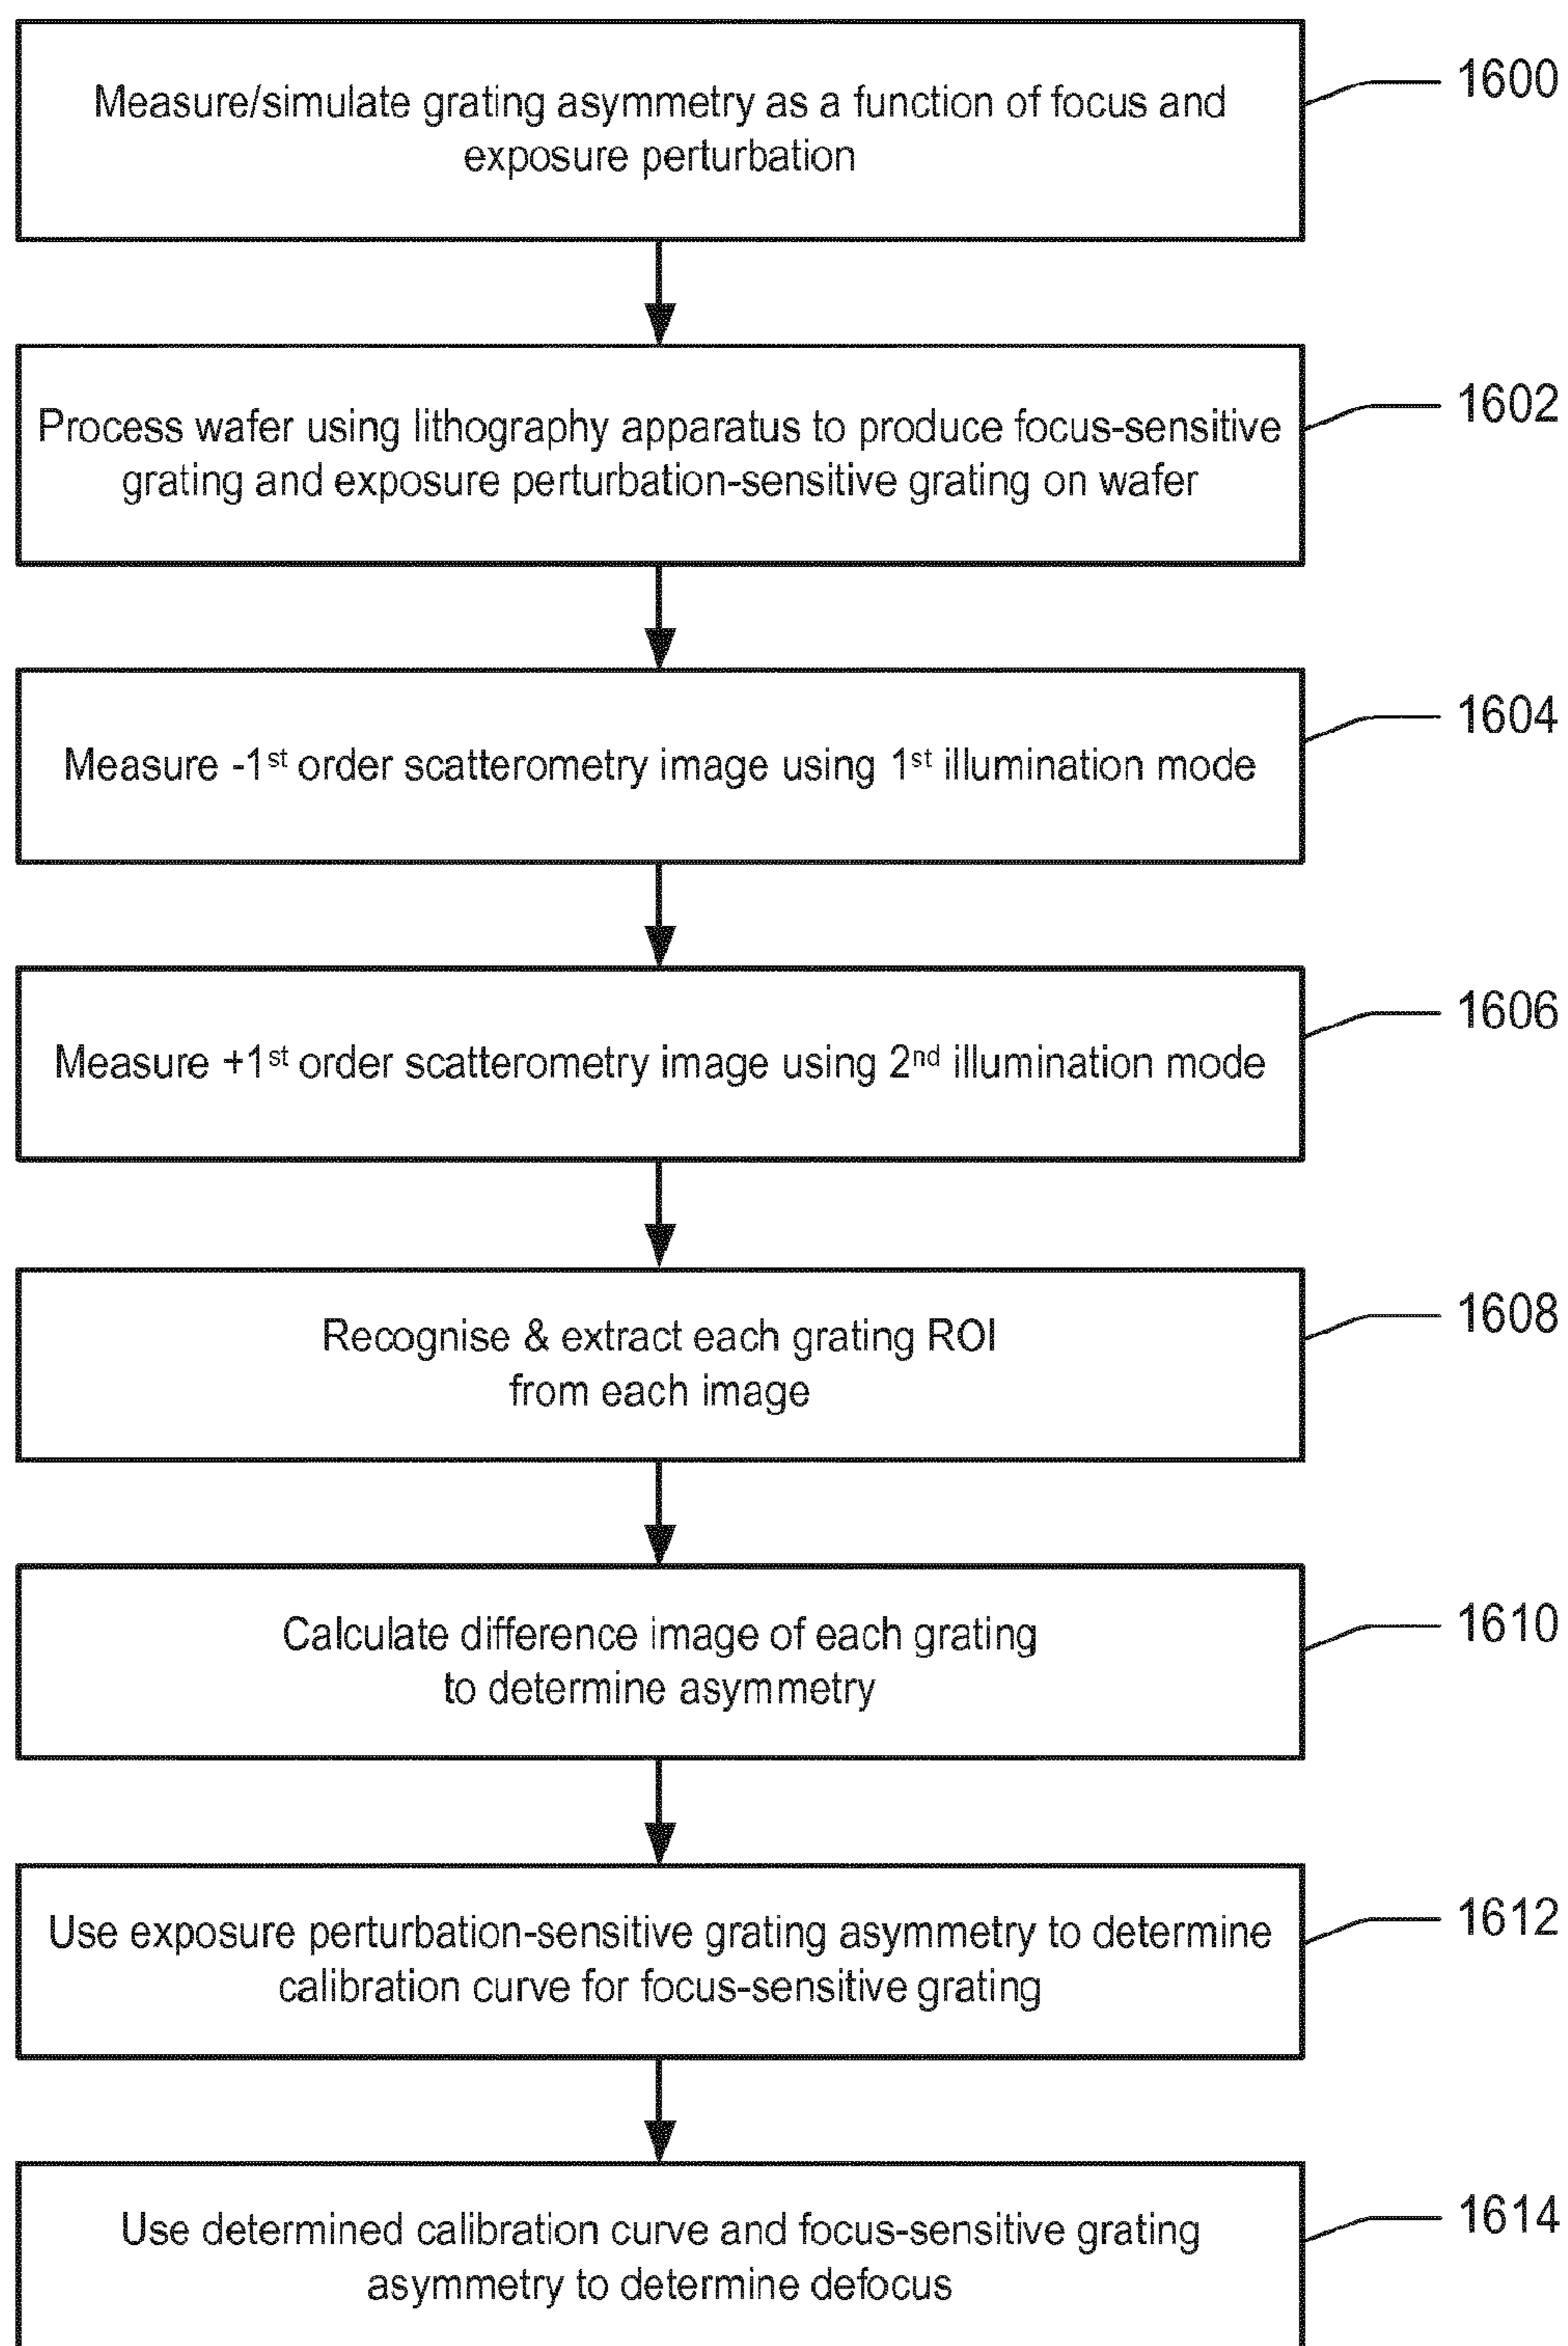 Measure/simulate grating asymmetry as a function of focus and
exposure perturbation
1600
Process wafer using lithography apparatus to produce focus-sensitive
grating and exposure perturbation-sensitive grating on wafer
1602
Measure -1st order scatterometry image using 1st illumination mode
1604
Measure +1st order scatterometry image using 2nd illumination mode
1606
Recognise & extract each grating ROI
from each image
1608
Calculate difference image of each grating
to determine asymmetry
1610
Use exposure perturbation-sensitive grating asymmetry to determine
calibration curve for focus-sensitive grating
1612
Use determined calibration curve and focus-sensitive grating
asymmetry to determine defocus
1614